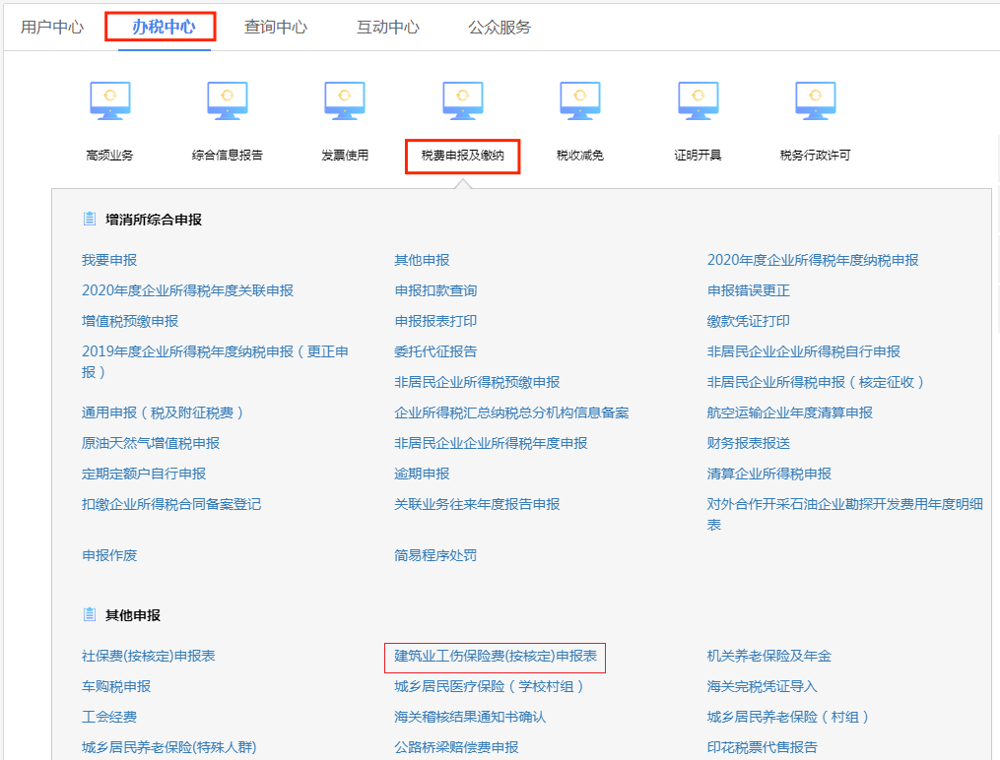 用户中心 办税中心 查询中心 互动中心 公众服务
高频业务 综合信息报告 发票使用 税费申报及缴纳 税收减免 证明开具 税务行政许可
增消所综合申报
我要申报 其他申报 2020年度企业所得税年度纳税申报
2020年度企业所得税年度关联申报 申报扣款查询 申报错误更正
增值税预缴申报 申报报表打印 缴款凭证打印
2019年度企业所得税年度纳税申报（更正申 委托代征报告 非居民企业企业所得税自行申报
报）
非居民企业所得税预缴申报 非居民企业所得税申报（核定征收）
通用申报（税及附征税费） 企业所得税汇总纳税总分机构信息备案 航空运输企业年度清算申报
原油天然气增值税申报 非居民企业企业所得税年度申报 财务报表报送
定期定额户自行申报 逾期申报 清算企业所得税申报
扣缴企业所得税合同备案登记 关联业务往来年度报告申报 对外合作开采石油企业勘探开发费用年度明细
表
申报作废 简易程序处罚
其他申报
社保费(按核定)申报表 建筑业工伤保险费(按核定)申报表 机关养老保险及年金
车购税申报 城乡居民医疗保险（学校村组） 海关完税凭证导入
工会经费 海关稽核结果通知书确认 城乡居民养老保险（村组）
城乡居民养老保险(特殊人群) 公路桥梁赔偿费申报 印花税票代售报告